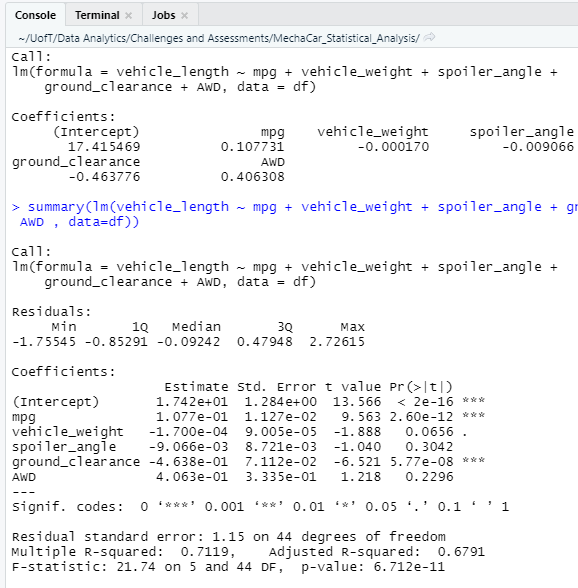 Console Terminal × Jobs ×
~/UofT/Data Analytics/Challenges and Assessments/MechaCar_Statistical_Analysis/
Call:
lm(formula = vehicle_length ~ mpg + vehicle_weight + spoiler_angle +
    ground_clearance + AWD, data = df)

Coefficients:
     (Intercept)               mpg    vehicle_weight     spoiler_angle
       17.415469          0.107731         -0.000170         -0.009066
ground_clearance               AWD
       -0.463776          0.406308

> summary(lm(vehicle_length ~ mpg + vehicle_weight + spoiler_angle +
 AWD , data=df))

Call:
lm(formula = vehicle_length ~ mpg + vehicle_weight + spoiler_angle +
    ground_clearance + AWD, data = df)

Residuals:
     Min       1Q   Median       3Q      Max
-1.75545 -0.85291 -0.09242  0.47948  2.72615

Coefficients:
                   Estimate Std. Error t value Pr(>|t|)
(Intercept)       1.742e+01  1.284e+00  13.566  < 2e-16 ***
mpg               1.077e-01  1.127e-02   9.563 2.60e-12 ***
vehicle_weight   -1.700e-04  9.005e-05  -1.888   0.0656 .
spoiler_angle    -9.066e-03  8.721e-03  -1.040   0.3042
ground_clearance -4.638e-01  7.112e-02  -6.521 5.77e-08 ***
AWD               4.063e-01  3.335e-01   1.218   0.2296
---
Signif. codes:  0 ‘***’ 0.001 ‘**’ 0.01 ‘*’ 0.05 ‘.’ 0.1 ‘ ’ 1

Residual standard error: 1.15 on 44 degrees of freedom
Multiple R-squared:  0.7119,    Adjusted R-squared:  0.6791
F-statistic: 21.74 on 5 and 44 DF,  p-value: 6.712e-11